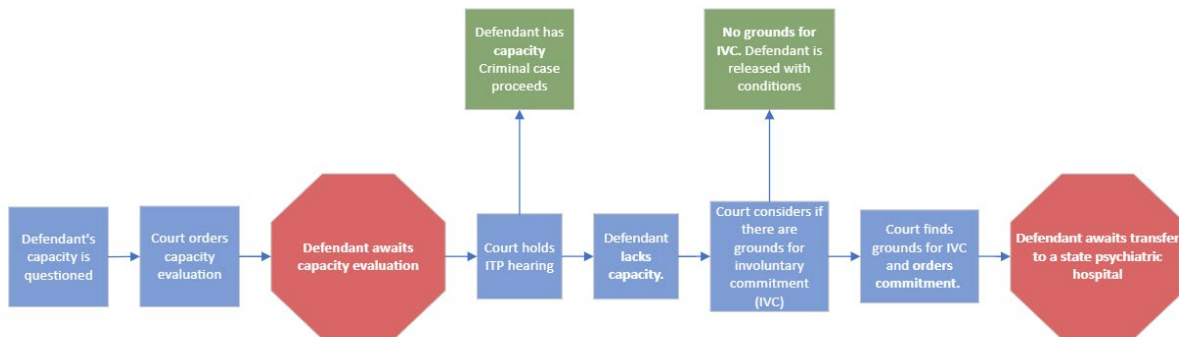 Defendant has
capacity
Criminal case
proceeds
No grounds for
IVC. Defendant is
released with
conditions
Defendant's
capacity is
questioned
Court orders
capacity
evaluation
Defendant awaits
capacity evaluation
Court holds
ITP hearing
Defendant
lacks
capacity.
Court considers if
there are
grounds for
involuntary
commitment
(IVC)
Court finds
grounds for IVC
and orders
commitment.
Defendant awaits transfer
to a state psychiatric
hospital